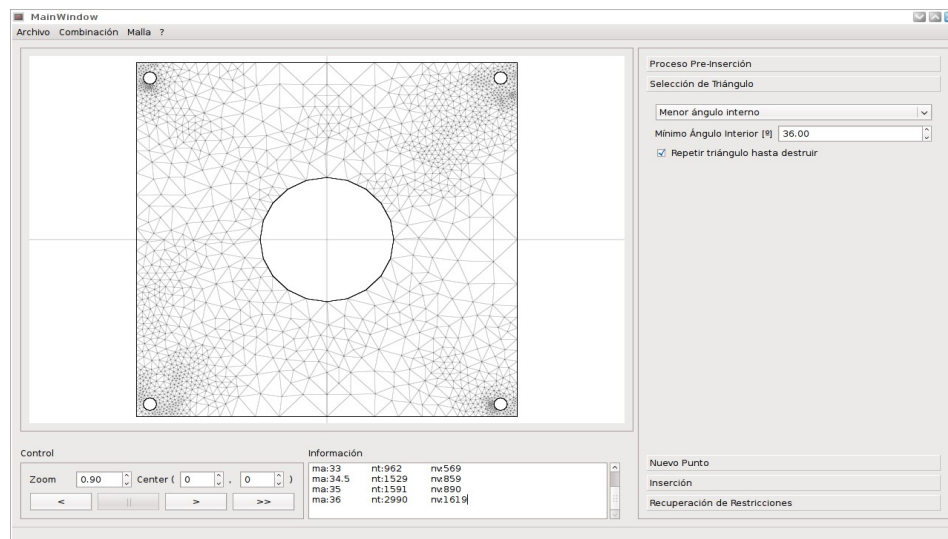 MainWindow
Archivo Combinación Malla ?
Proceso Pre-Inserción
Selección de Triángulo
Menor ángulo interno
Mínimo Ángulo Interior [º] 36.00
Repetir triángulo hasta destruir
Control
Zoom 0.90 Center ( 0 , 0 )
< || > >>
Información
ma:33 nt:962 nv:569
ma:34.5 nt:1529 nv:859
ma:35 nt:1591 nv:890
ma:36 nt:2990 nv:1619
Nuevo Punto
Inserción
Recuperación de Restricciones